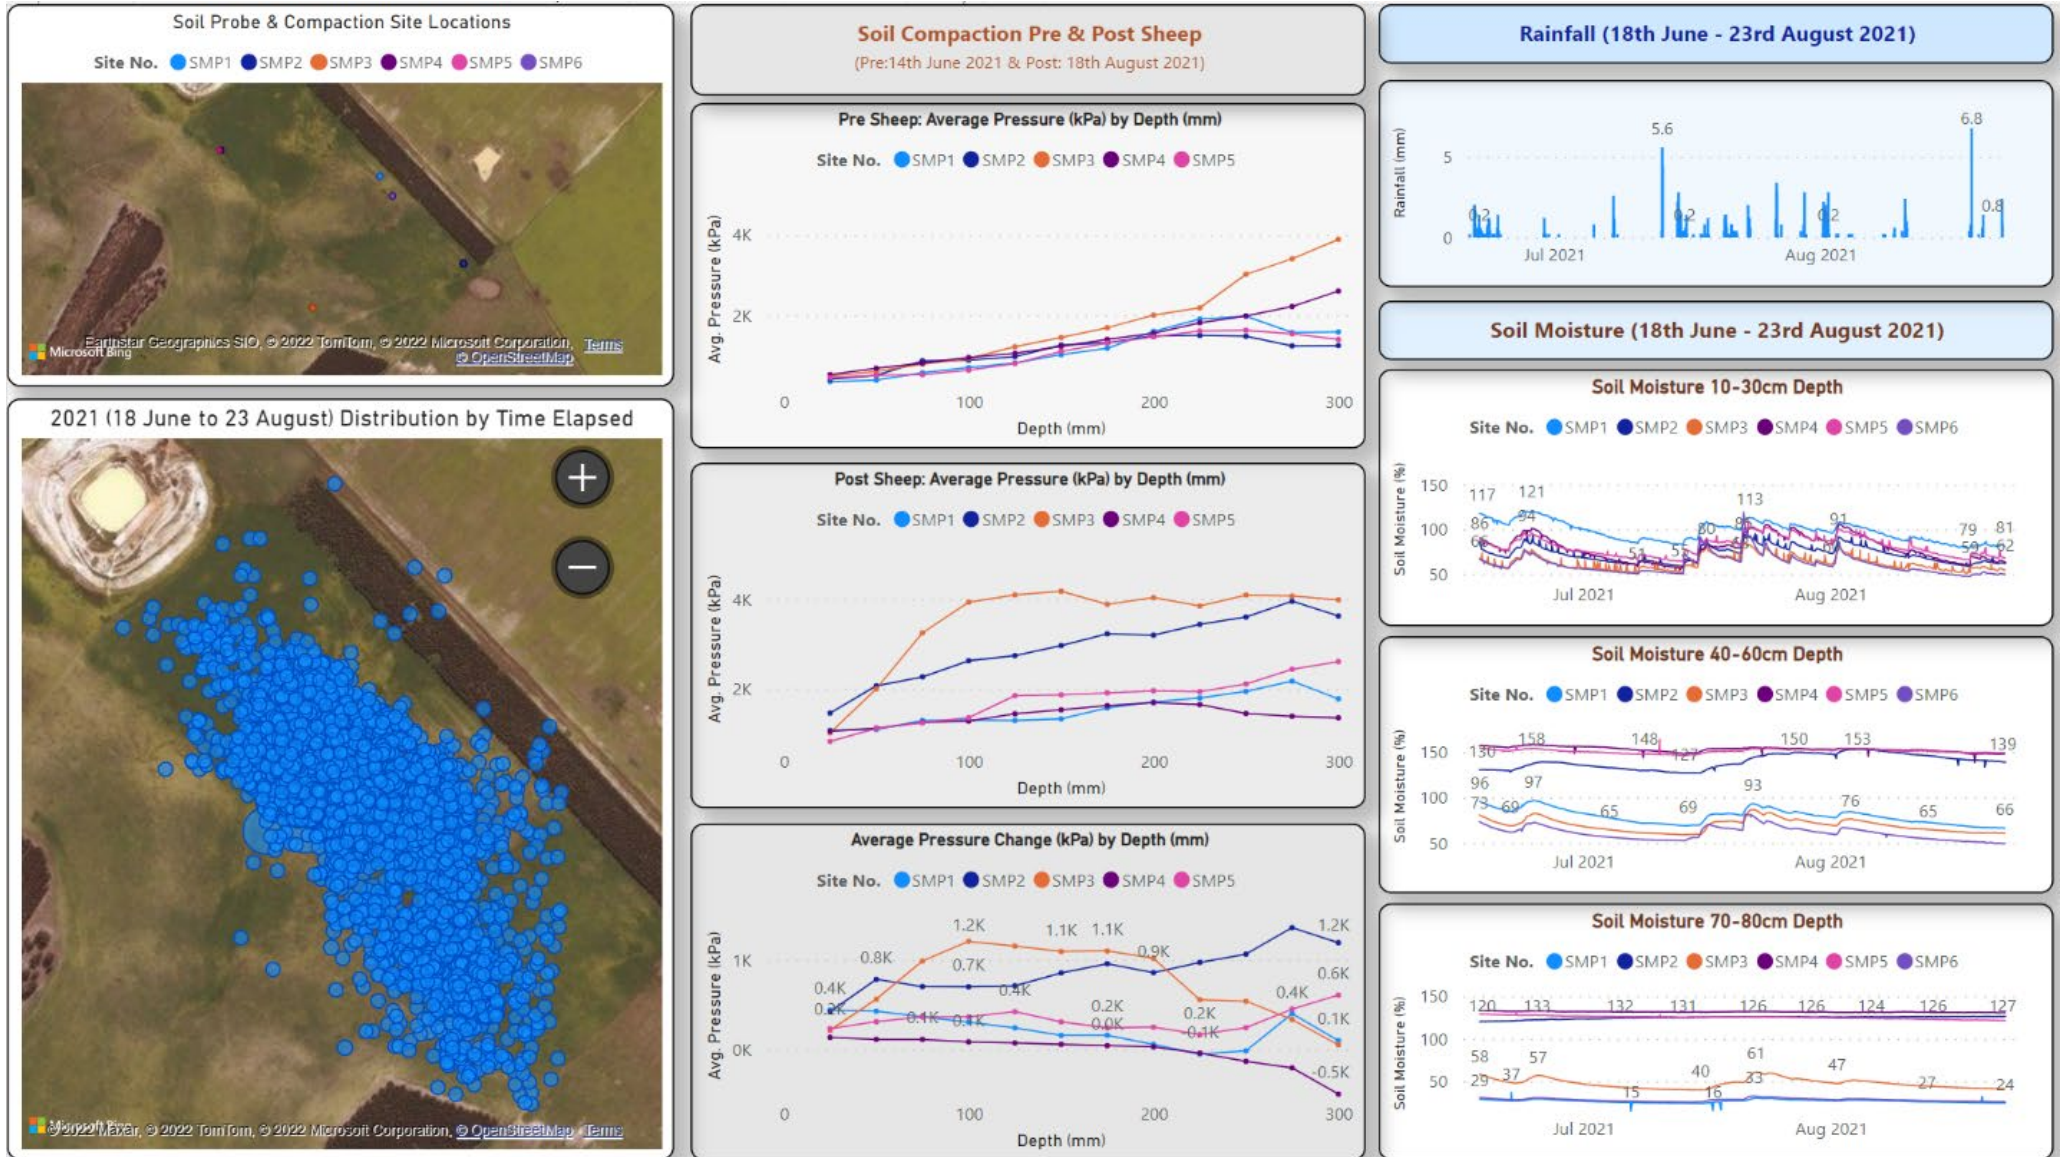 Soil Probe & Compaction Site Locations
Site No. SMP1 SMP2 SMP3 SMP4 SMP5 SMP6
Earthstar Geographics SIO, © 2022 TomTom, © 2022 Microsoft Corporation, Terms
Microsoft Bing
© OpenStreetMap
2021 (18 June to 23 August) Distribution by Time Elapsed
+
−
© 2022 Maxar, © 2022 TomTom, © 2022 Microsoft Corporation, © OpenStreetMap Terms
Soil Compaction Pre & Post Sheep
(Pre:14th June 2021 & Post: 18th August 2021)
Pre Sheep: Average Pressure (kPa) by Depth (mm)
Site No. SMP1 SMP2 SMP3 SMP4 SMP5
Avg. Pressure (kPa)
4K
2K
0 100 200 300
Depth (mm)
Post Sheep: Average Pressure (kPa) by Depth (mm)
Site No. SMP1 SMP2 SMP3 SMP4 SMP5
Avg. Pressure (kPa)
4K
2K
0 100 200 300
Depth (mm)
Average Pressure Change (kPa) by Depth (mm)
Site No. SMP1 SMP2 SMP3 SMP4 SMP5
Avg. Pressure (kPa)
1.2K 1.1K 1.1K 1.2K
0.8K 0.9K
1K
0.7K 0.6K
0.4K 0.4K 0.4K
0.2K 0.2K 0.2K
0.1K 0.1K 0.0K -0.1K 0.1K
0K
-0.5K
0 100 200 300
Depth (mm)
Rainfall (18th June - 23rd August 2021)
Rainfall (mm)
5.6 6.8
5
0.2 0.2 0.2 0.8
0
Jul 2021 Aug 2021
Soil Moisture (18th June - 23rd August 2021)
Soil Moisture 10-30cm Depth
Site No. SMP1 SMP2 SMP3 SMP4 SMP5 SMP6
Soil Moisture (%)
150
117 121 113
100
86 94 80 91 79 81
51 62
50
Jul 2021 Aug 2021
Soil Moisture 40-60cm Depth
Site No. SMP1 SMP2 SMP3 SMP4 SMP5 SMP6
Soil Moisture (%)
158 148 150 153 139
150
130 127
96 97 93
100
73 69 65 69 76 65 66
50
Jul 2021 Aug 2021
Soil Moisture 70-80cm Depth
Site No. SMP1 SMP2 SMP3 SMP4 SMP5 SMP6
Soil Moisture (%)
150
120 133 132 131 126 126 124 126 127
100
58 57 61
50
29 37 15 40 16 33 47 27 24
Jul 2021 Aug 2021